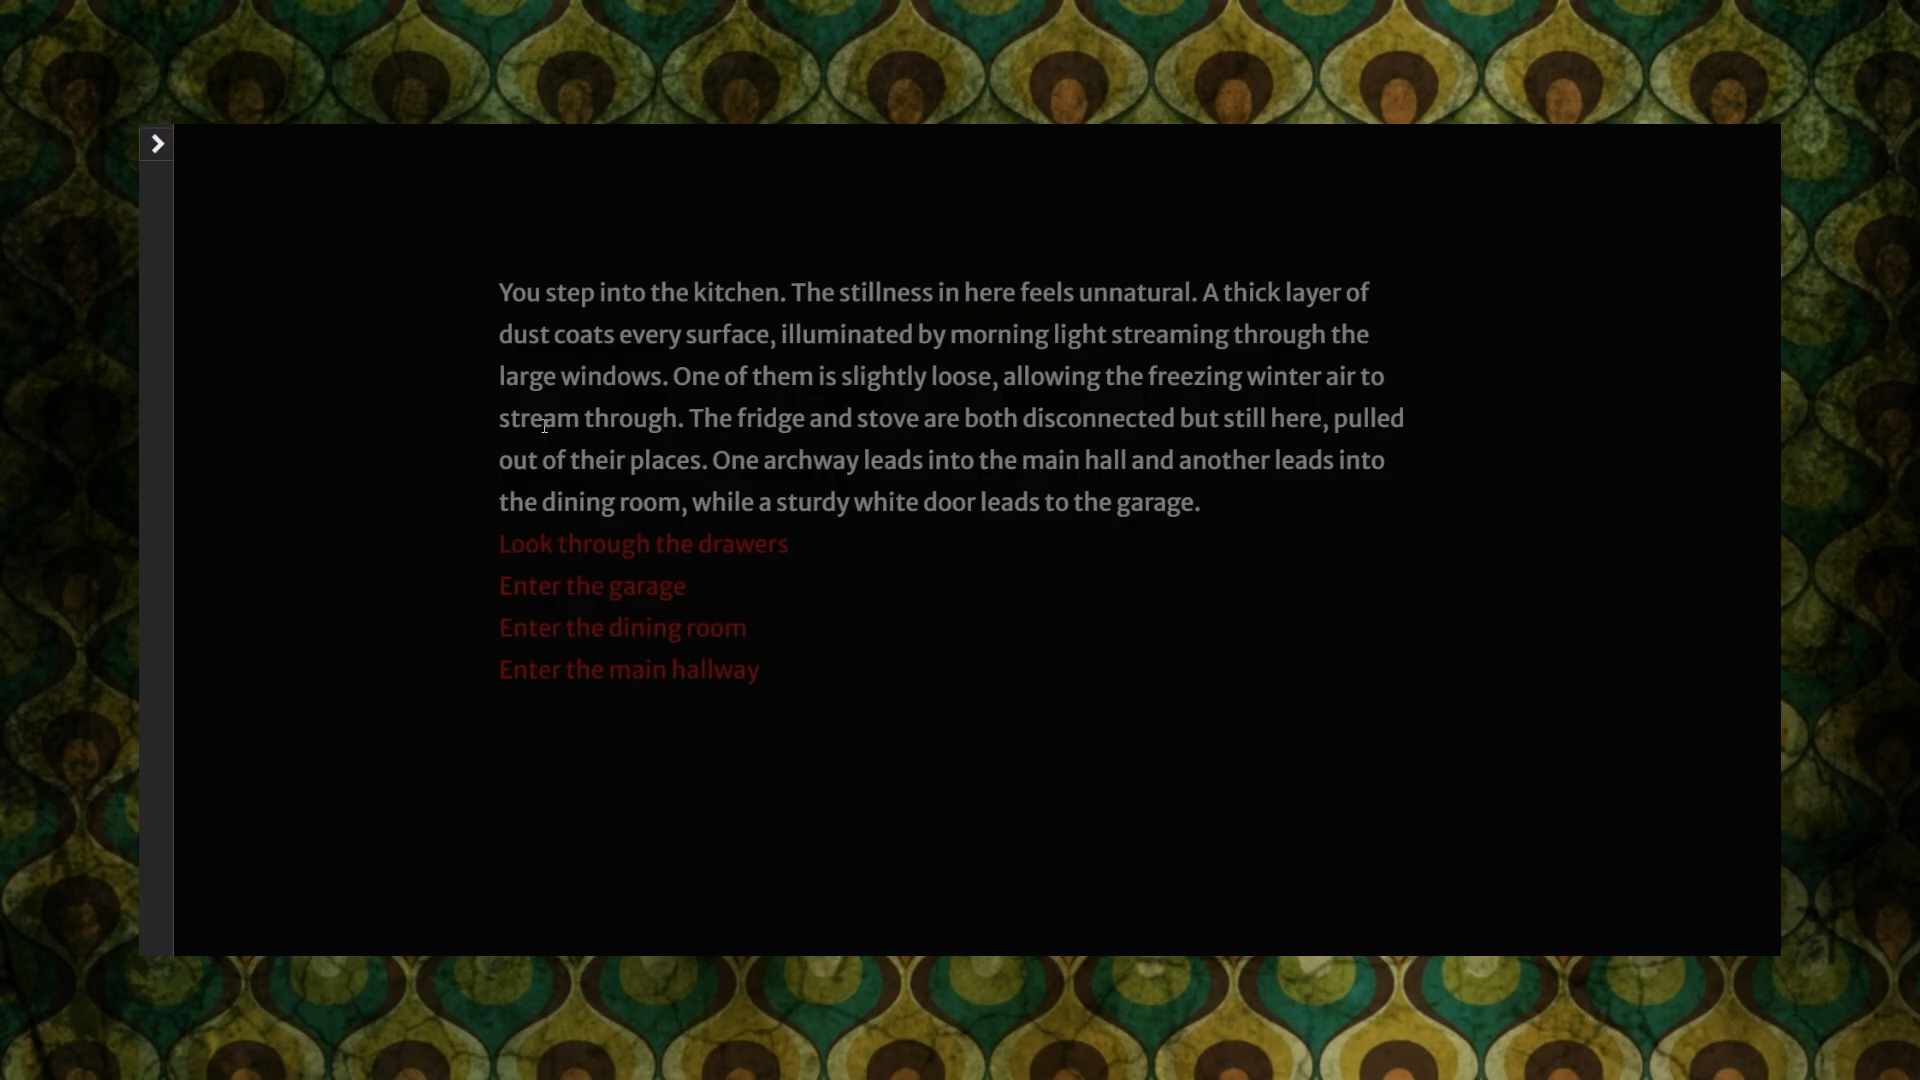 You step into the kitchen. The stillness in here feels unnatural. A thick layer of
dust coats every surface, illuminated by morning light streaming through the
large windows. One of them is slightly loose, allowing the freezing winter air to
stream through. The fridge and stove are both disconnected but still here, pulled
out of their places. One archway leads into the main hall and another leads into
the dining room, while a sturdy white door leads to the garage.
Look through the drawers
Enter the garage
Enter the dining room
Enter the main hallway